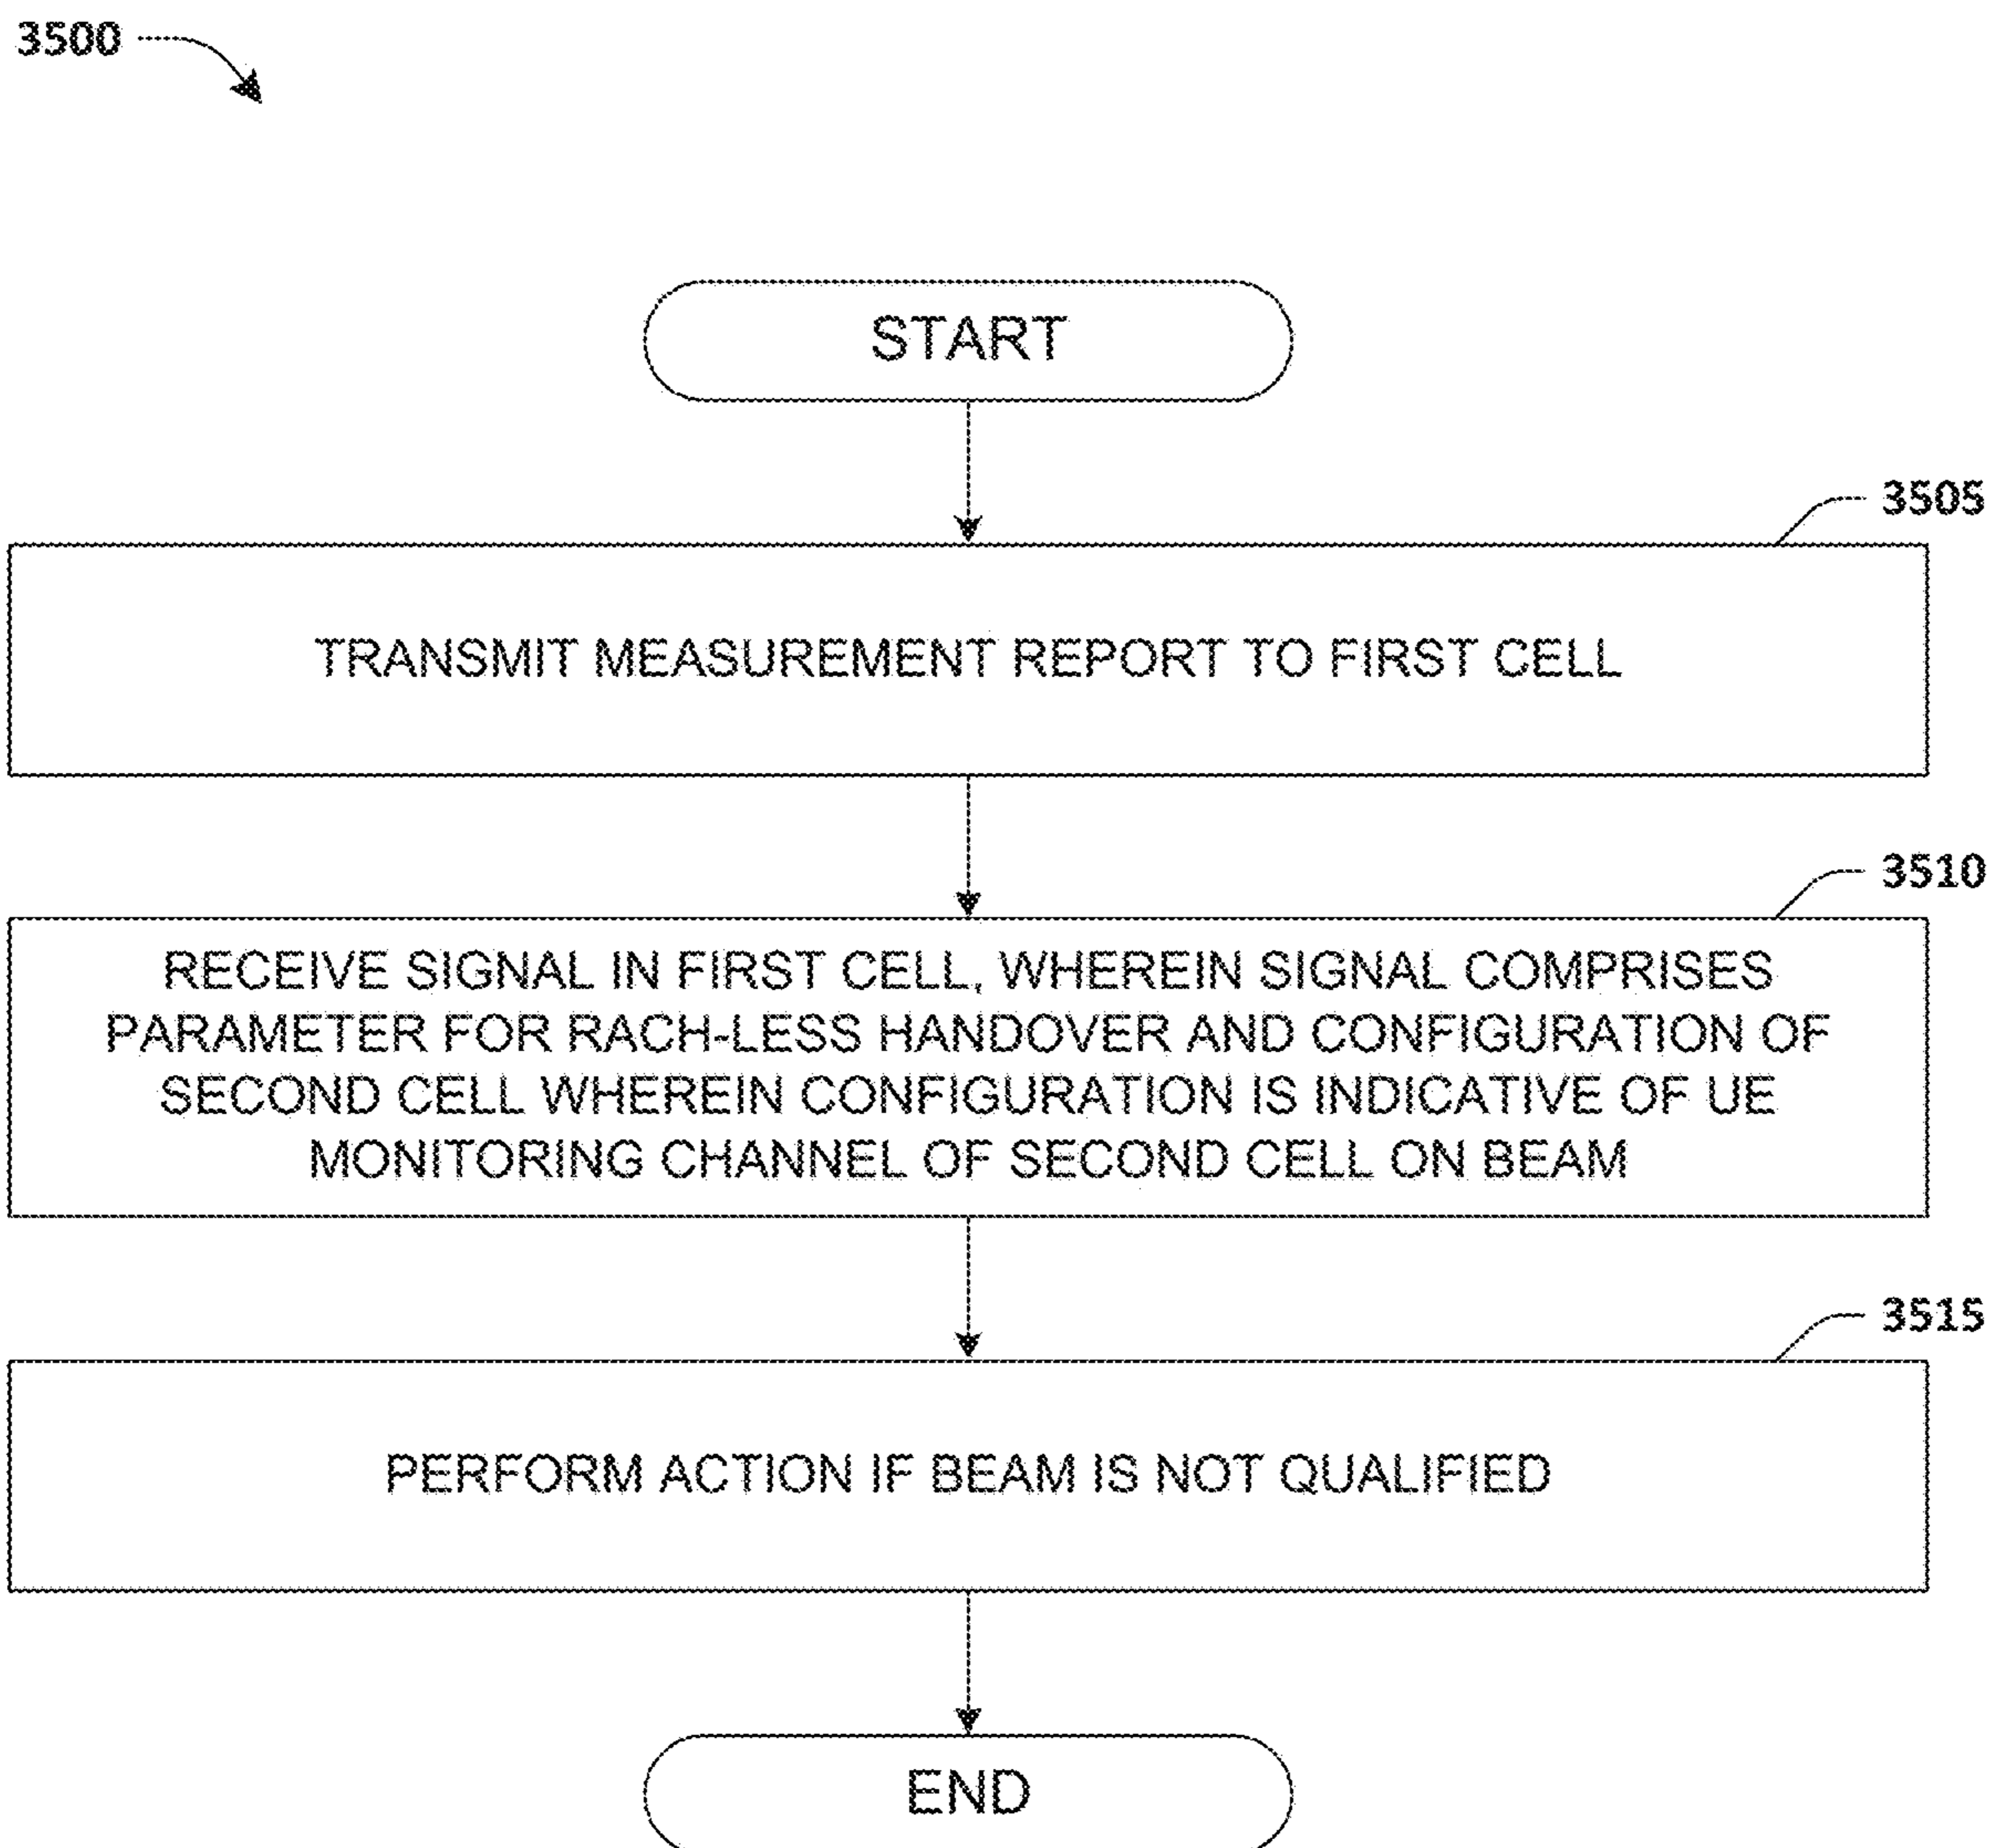 3500
START
3505
TRANSMIT MEASUREMENT REPORT TO FIRST CELL
3510
RECEIVE SIGNAL IN FIRST CELL, WHEREIN SIGNAL COMPRISES
PARAMETER FOR RACH-LESS HANDOVER AND CONFIGURATION OF
SECOND CELL WHEREIN CONFIGURATION IS INDICATIVE OF UE
MONITORING CHANNEL OF SECOND CELL ON BEAM
3515
PERFORM ACTION IF BEAM IS NOT QUALIFIED
END